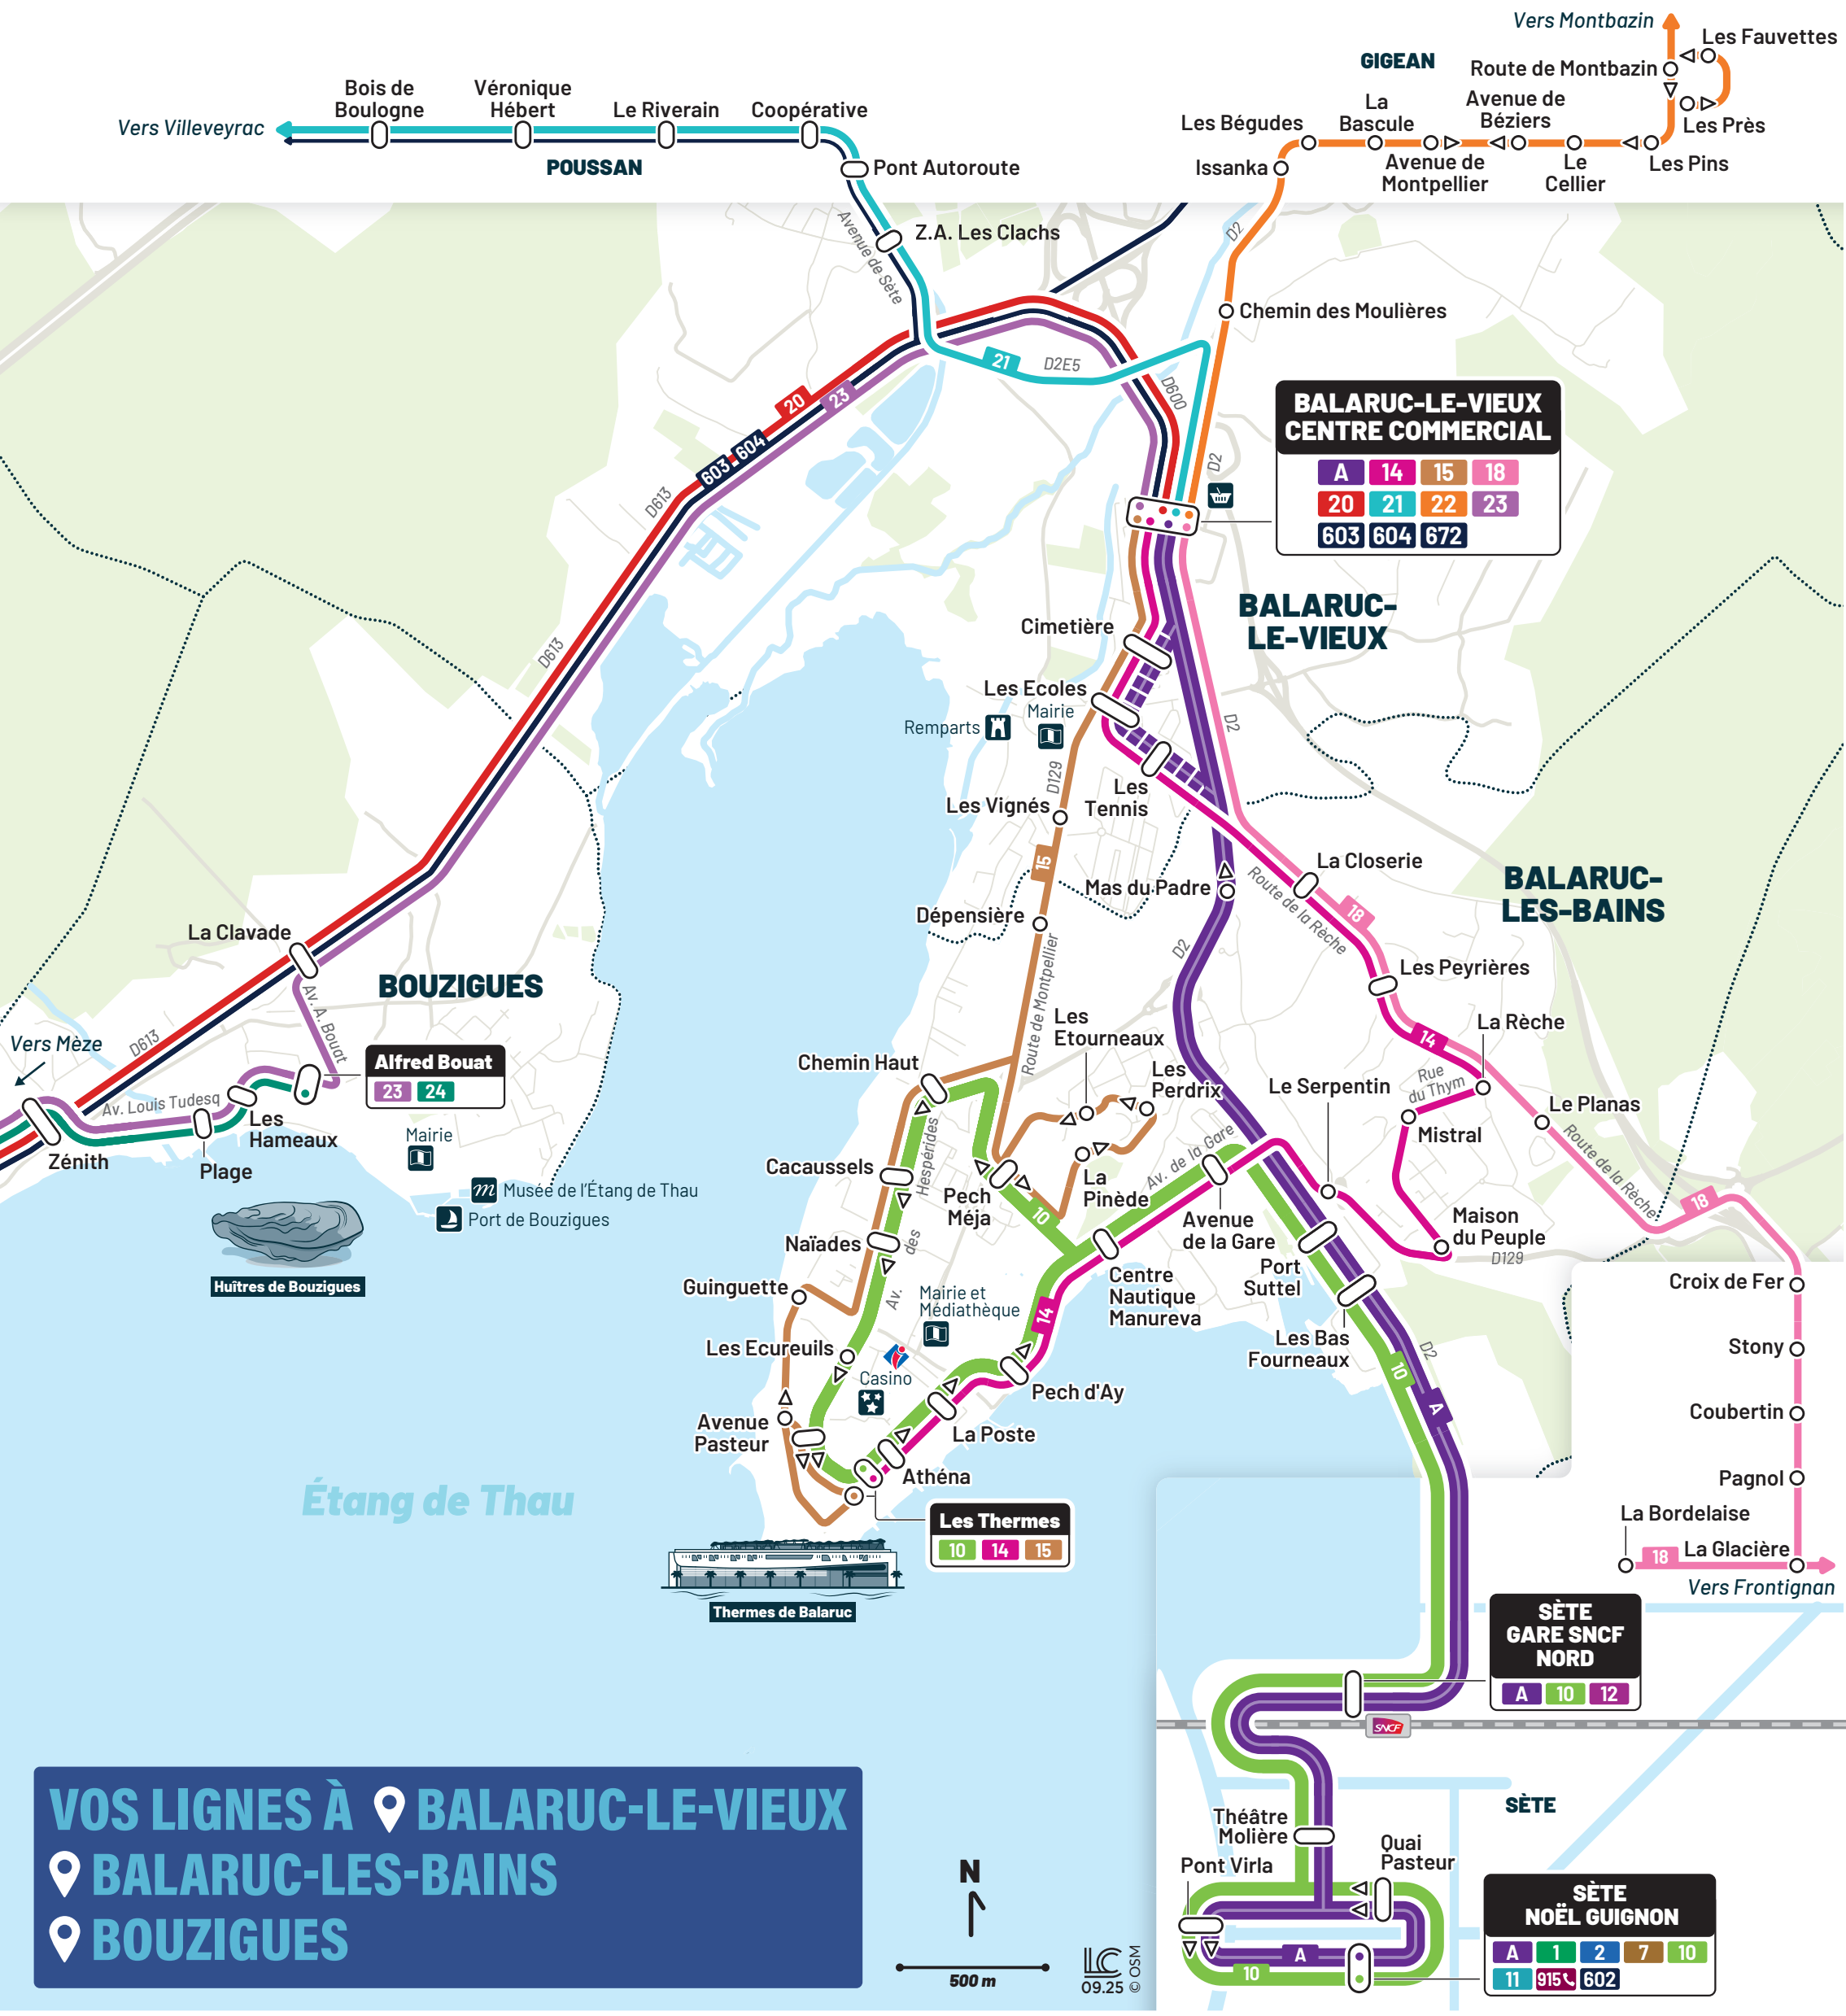 Vers Montbazin
Les Fauvettes
GIGEAN
Route de Montbazin
Les Près
Bois de
Boulogne
Véronique
Hébert
Le Riverain
Coopérative
Vers Villeveyrac
POUSSAN
Pont Autoroute
Les Bégudes
La
Bascule
Avenue de
Béziers
Issanka
Avenue de
Montpellier
Le
Cellier
Les Pins
Avenue de Sète
Z.A. Les Clachs
D2
Chemin des Moulières
21
D2E5
D600
20
23
603
604
D613
D2
BALARUC-LE-VIEUX
CENTRE COMMERCIAL
A 14 15 18
20 21 22 23
603 604 672
BALARUC-
LE-VIEUX
Cimetière
D613
Les Ecoles
Mairie
Remparts
D2
D129
Les Vignés
Les
Tennis
15
La Closerie
Mas du Padre
BALARUC-
LES-BAINS
Dépensière
18
Route de la Rèche
La Clavade
BOUZIGUES
D2
Les Peyrières
Av. A. Bouat
Route de Montpellier
Les
Etourneaux
La Rèche
14
Vers Mèze
D613
Alfred Bouat
23 24
Chemin Haut
Les
Perdrix
Le Serpentin
Rue
du Thym
Av. Louis Tudesq
Les
Hameaux
Le Planas
Mistral
Mairie
Zénith
Plage
Cacaussels
Av. des Hespérides
Pech
Méja
La
Pinède
Av. de la Gare
Route de la Rèche
Musée de l'Étang de Thau
Port de Bouzigues
10
18
Avenue
de la Gare
Maison
du Peuple
D129
Naïades
Huîtres de Bouzigues
Guinguette
Mairie et
Médiathèque
Centre
Nautique
Manureva
Port
Suttel
Croix de Fer
14
Les Ecureuils
Casino
Les Bas
Fourneaux
D2
Stony
10
A
Pech d'Ay
Coubertin
Avenue
Pasteur
La Poste
Athéna
Pagnol
Étang de Thau
Les Thermes
10 14 15
La Bordelaise
18
La Glacière
Vers Frontignan
Thermes de Balaruc
SÈTE
GARE SNCF
NORD
A 10 12
SNCF
VOS LIGNES À BALARUC-LE-VIEUX
BALARUC-LES-BAINS
BOUZIGUES
SÈTE
Théâtre
Molière
Quai
Pasteur
Pont Virla
SÈTE
NOËL GUIGNON
A 1 2 7 10
11 915 602
A
10
N
500 m
LC
09.25 © OSM